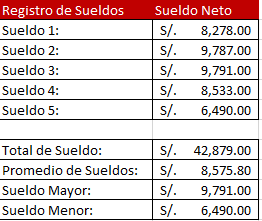 Registro de Sueldos Sueldo Neto
Sueldo 1: S/. 8,278.00
Sueldo 2: S/. 9,787.00
Sueldo 3: S/. 9,791.00
Sueldo 4: S/. 8,533.00
Sueldo 5: S/. 6,490.00
Total de Sueldo: S/. 42,879.00
Promedio de Sueldos: S/. 8,575.80
Sueldo Mayor: S/. 9,791.00
Sueldo Menor: S/. 6,490.00